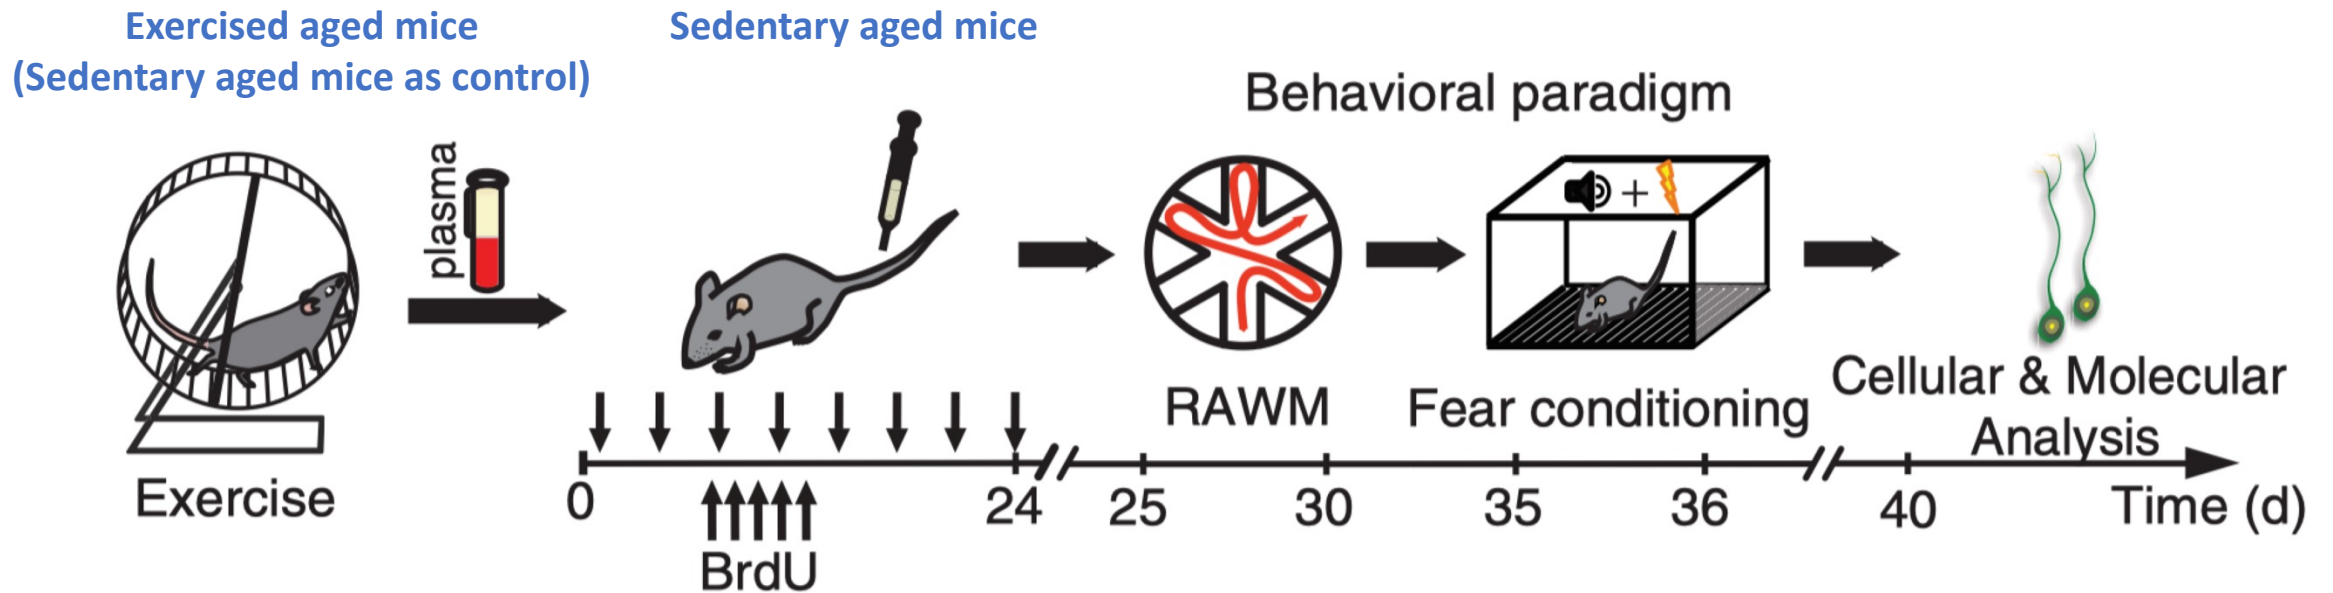 Exercised aged mice
(Sedentary aged mice as control)
Sedentary aged mice
Behavioral paradigm
plasma
+
RAWM
Fear conditioning
Cellular & Molecular
Analysis
Exercise
0
24
25
30
35
36
40
Time (d)
BrdU